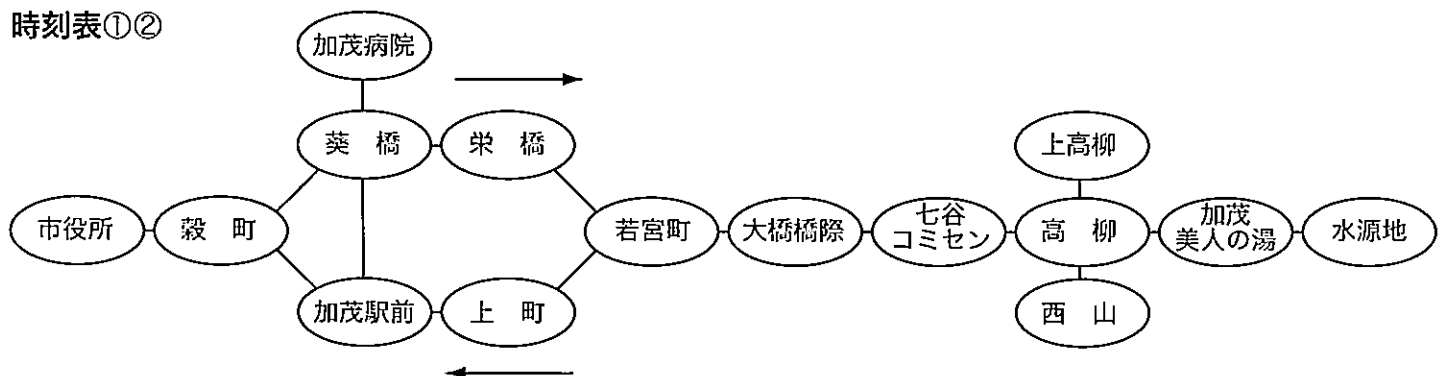 時刻表①②
加茂病院
葵橋
栄橋
上高柳
市役所
穀町
若宮町
大橋橋際
七谷
コミセン
高柳
加茂
美人の湯
水源地
加茂駅前
上町
西山